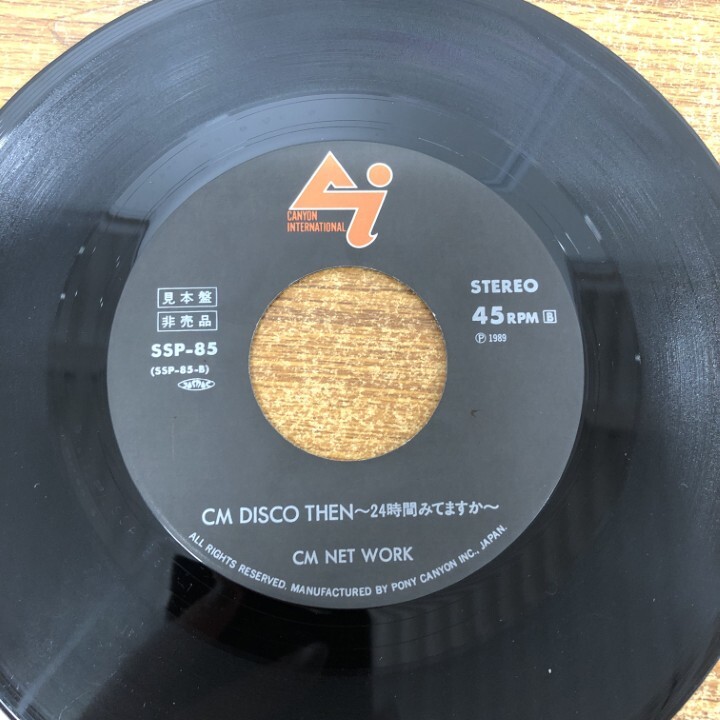 CANYON
INTERNATIONAL
見本盤
非売品
SSP-85
(SSP-85-B)
STEREO
45 RPM B
Ⓟ 1989
CM DISCO THEN～24時間みてますか～
CM NET WORK
ALL RIGHTS RESERVED. MANUFACTURED BY PONY CANYON INC., JAPAN.